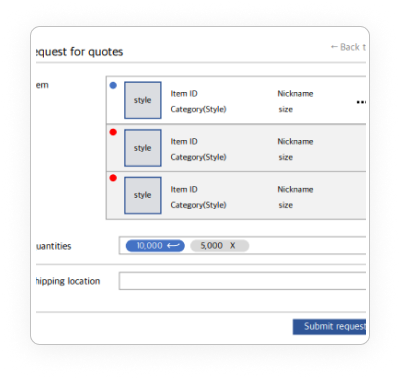 equest for quotes
← Back t
em
style
Item ID
Nickname
...
Category(Style)
size
style
Item ID
Nickname
Category(Style)
size
style
Item ID
Nickname
Category(Style)
size
uantities
10,000 ↩
5,000 X
hipping location
Submit request